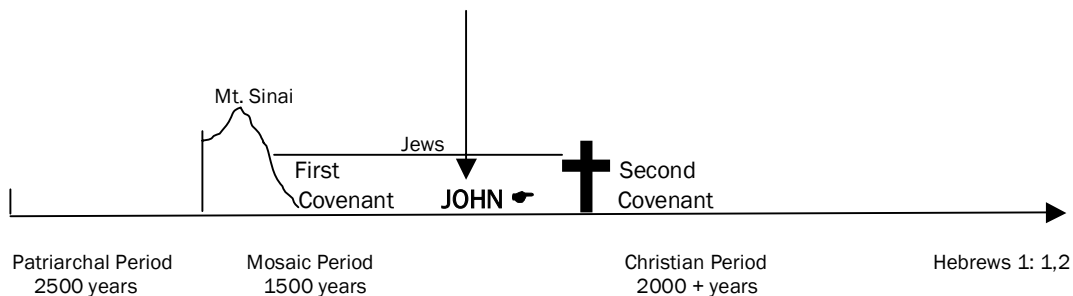 Mt. Sinai
Jews
First
Covenant
JOHN
Second
Covenant
Patriarchal Period
2500 years
Mosaic Period
1500 years
Christian Period
2000 + years
Hebrews 1: 1,2